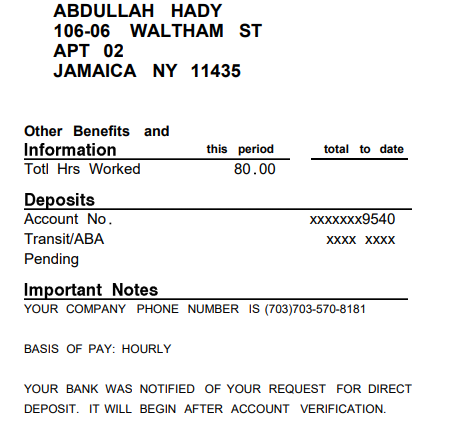 ABDULLAH HADY
106-06 WALTHAM ST
APT 02
JAMAICA NY 11435
Other Benefits and
Information this period total to date
Totl Hrs Worked 80.00
Deposits
Account No. xxxxxxx9540
Transit/ABA xxxx xxxx
Pending
Important Notes
YOUR COMPANY PHONE NUMBER IS (703)703-570-8181
BASIS OF PAY: HOURLY
YOUR BANK WAS NOTIFIED OF YOUR REQUEST FOR DIRECT
DEPOSIT. IT WILL BEGIN AFTER ACCOUNT VERIFICATION.